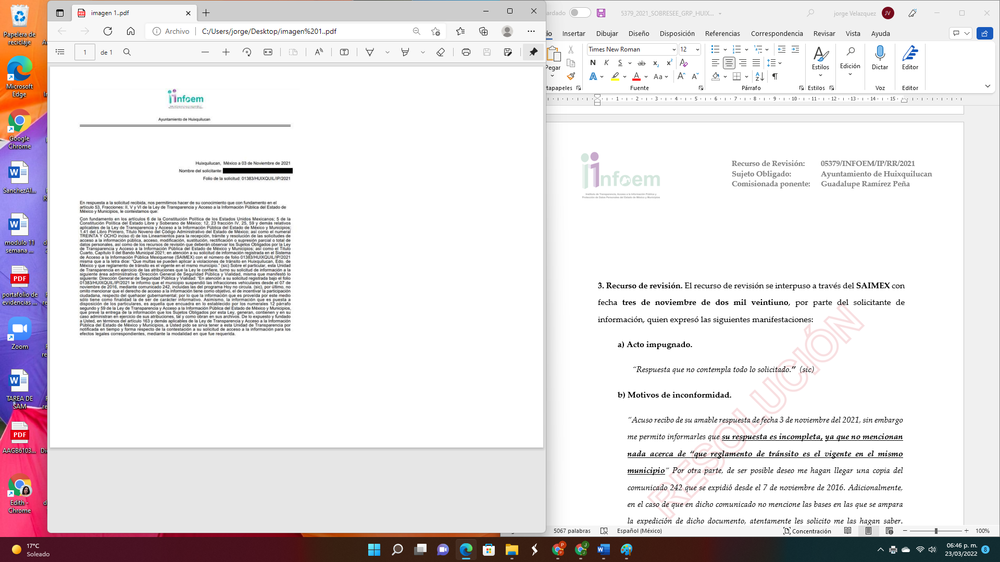 Papelera de
reciclaje
Microsoft
Edge
Google
Chrome
SanchezAl...
modulo 11
semana ...
portafolio de
evidencias ...
Zoom
TAREA DE
SAM
AAGB6103...
Edith -
Chrome
imagen 1..pdf
Archivo
C:/Users/jorge/Desktop/imagen%201..pdf
1
de 1
infoem
Ayuntamiento de Huixquilucan
Huixquilucan, México a 03 de Noviembre de 2021
Nombre del solicitante:
Folio de la solicitud: 01383/HUIXQUIL/IP/2021
En respuesta a la solicitud recibida, nos permitimos hacer de su conocimiento que con fundamento en el
artículo 53, Fracciones: II, V y VI de la Ley de Transparencia y Acceso a la Información Pública del Estado de
México y Municipios, le contestamos que:
Con fundamento en los artículos 6 de la Constitución Política de los Estados Unidos Mexicanos; 5 de la
Constitución Política del Estado Libre y Soberano de México; 12, 23 fracción IV, 25, 59 y demás relativos
aplicables de la Ley de Transparencia y Acceso a la Información Pública del Estado de México y Municipios;
1.41 del Libro Primero, Titulo Noveno del Código Administrativo del Estado de México; así como el numeral
TREINTA Y OCHO inciso d) de los Lineamientos para la recepción, trámite y resolución de las solicitudes de
acceso a la información pública, acceso, modificación, sustitución, rectificación o supresión parcial o total de
datos personales, así como de los recursos de revisión que deberán observar los Sujetos Obligados por la Ley
de Transparencia y Acceso a la Información Pública del Estado de México y Municipios; así como el Titulo
Cuarto, Capítulo II del Bando Municipal 2021; en atención a su solicitud de información registrada en el Sistema
de Acceso a la Información Pública Mexiquense (SAIMEX) con el número de folio 01383/HUIXQUIL/IP/2021
misma que a la letra dice: "Que multas se pueden aplicar a violaciones de tránsito en Huixquilucan, Edo. de
México y que reglamento de tránsito es el vigente en el msmo municipio." (sic) Sobre el particular, esta Unidad
de Transparencia en ejercicio de las atribuciones que la Ley le confiere, turno su solicitud de información a la
siguiente área administrativa: Dirección General de Seguridad Pública y Vialidad, misma que manifestó lo
siguiente: Dirección General de Seguridad Pública y Vialidad: "En atención a su solicitud registrada bajo el folio
01383/HUIXQUIL/IP/2021 le informo que el municipio suspendió las infracciones vehiculares desde el 07 de
noviembre de 2016, mediante comunicado 242, incluidas las del programa Hoy no circula. (sic), por último, no
omito mencionar que el derecho de acceso a la información tiene como objetivo, el de incentivar la participación
ciudadana, respecto del quehacer gubernamental; por lo que la información que es proveída por este medio
sólo tiene como finalidad la de ser de carácter informativo. Asimismo, la información que es puesta a
disposición de los particulares, es aquella que encuadra en lo establecido por los numerales 12 párrafo
segundo y 59 de la Ley de Transparencia y Acceso a la Información Pública del Estado de México y Municipios,
que prevé la entrega de la información que los Sujetos Obligados por esta Ley, generan, contienen y en su
caso administran en ejercicio de sus atribuciones, tal y como obran en sus archivos. De lo expuesto y fundado
a Usted, en términos del artículo 163 y demás aplicables de la Ley de Transparencia y Acceso a la Información
Pública del Estado de México y Municipios, a Usted pido se sirva tener a esta Unidad de Transparencia por
notificada en tiempo y forma respecto de la contestación a su solicitud de acceso a la información para los
efectos legales correspondientes, mediante la modalidad en que fue requerida.
ardado
5379_2021_SOBRESEE_GRP_HUIX...
jorge Velazquez
JV
io Insertar Dibujar Diseño Disposición Referencias Correspondencia Revisar Vista Ayuda
Pegar
Times New Roman
12
N K S ab x₂ x²
Estilos
Edición
Dictar
Editor
rtapapeles
Fuente
Párrafo
Estilos
Voz
Editor
1 2 3 4 5 6 7 8 9 10 11 12 13 14 15
infoem
Instituto de Transparencia, Acceso a la Información Pública y
Protección de Datos Personales del Estado de México y Municipios
Recurso de Revisión: 05379/INFOEM/IP/RR/2021
Sujeto Obligado: Ayuntamiento de Huixquilucan
Comisionada ponente: Guadalupe Ramírez Peña
3. Recurso de revisión. El recurso de revisión se interpuso a través del SAIMEX con
fecha tres de noviembre de dos mil veintiuno, por parte del solicitante de
información, quien expresó las siguientes manifestaciones:
a) Acto impugnado.
"Respuesta que no contempla todo lo solicitado." (sic)
b) Motivos de inconformidad.
"Acuso recibo de su amable respuesta de fecha 3 de noviembre del 2021, sin embargo
me permito informarles que su respuesta es incompleta, ya que no mencionan
nada acerca de "que reglamento de tránsito es el vigente en el mismo
municipio" Por otra parte, de ser posible deseo me hagan llegar una copia del
comunicado 242 que se expidió desde el 7 de noviembre de 2016. Adicionalmente,
en el caso de que en dicho comunicado no mencione las bases en las que se ampara
la expedición de dicho documento, atentamente les solicito me las hagan saber.
RESOLUCIÓN
5067 palabras
Español (México)
Concentración
100%
17°C
Soleado
06:46 p. m.
23/03/2022
8